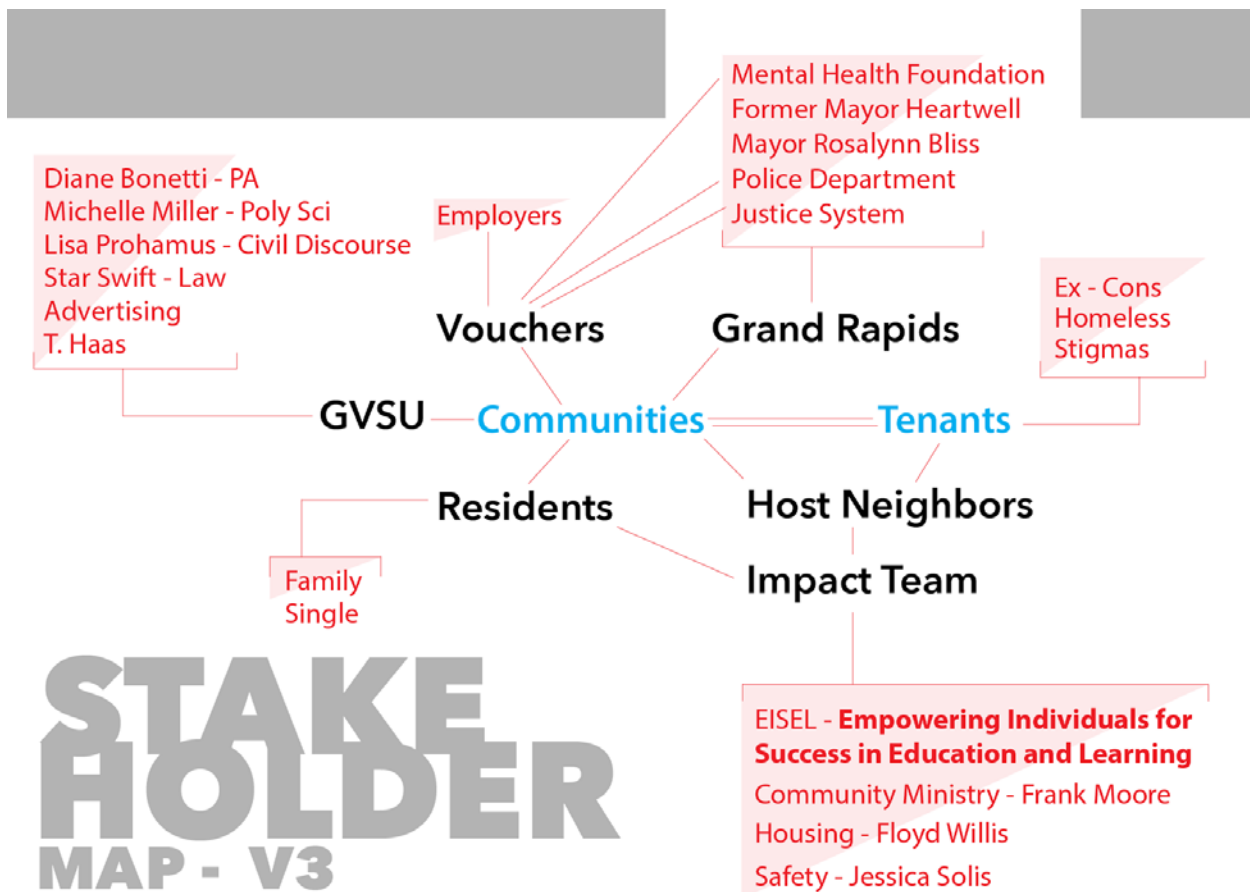 Mental Health Foundation
Former Mayor Heartwell
Mayor Rosalynn Bliss
Police Department
Justice System
Diane Bonetti - PA
Michelle Miller - Poly Sci
Lisa Prohamus - Civil Discourse
Star Swift - Law
Advertising
T. Haas
Employers
Ex - Cons
Homeless
Stigmas
Vouchers
Grand Rapids
GVSU
Communities
Tenants
Residents
Host Neighbors
Impact Team
Family
Single
EISEL - Empowering Individuals for
Success in Education and Learning
Community Ministry - Frank Moore
Housing - Floyd Willis
Safety - Jessica Solis
STAKE
HOLDER
MAP - V3